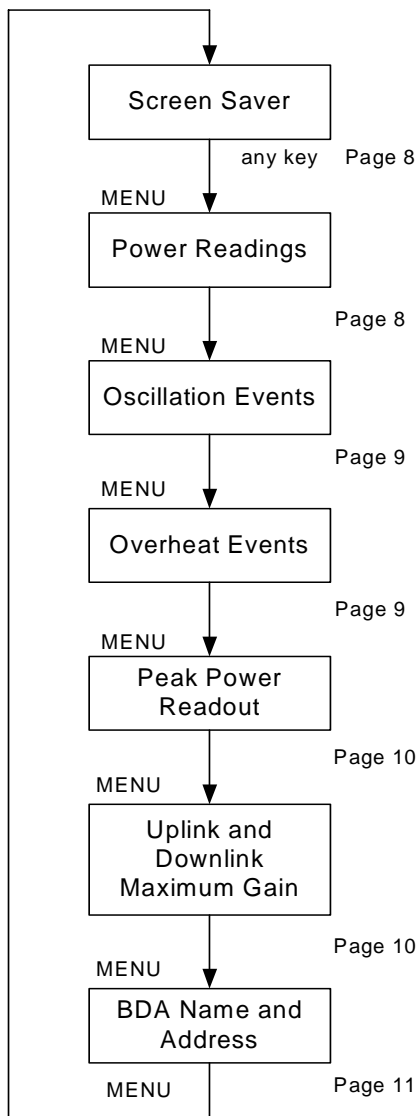 Screen Saver
any key Page 8
MENU
Power Readings
Page 8
MENU
Oscillation Events
Page 9
MENU
Overheat Events
Page 9
MENU
Peak Power
Readout
Page 10
MENU
Uplink and
Downlink
Maximum Gain
Page 10
MENU
BDA Name and
Address
MENU Page 11